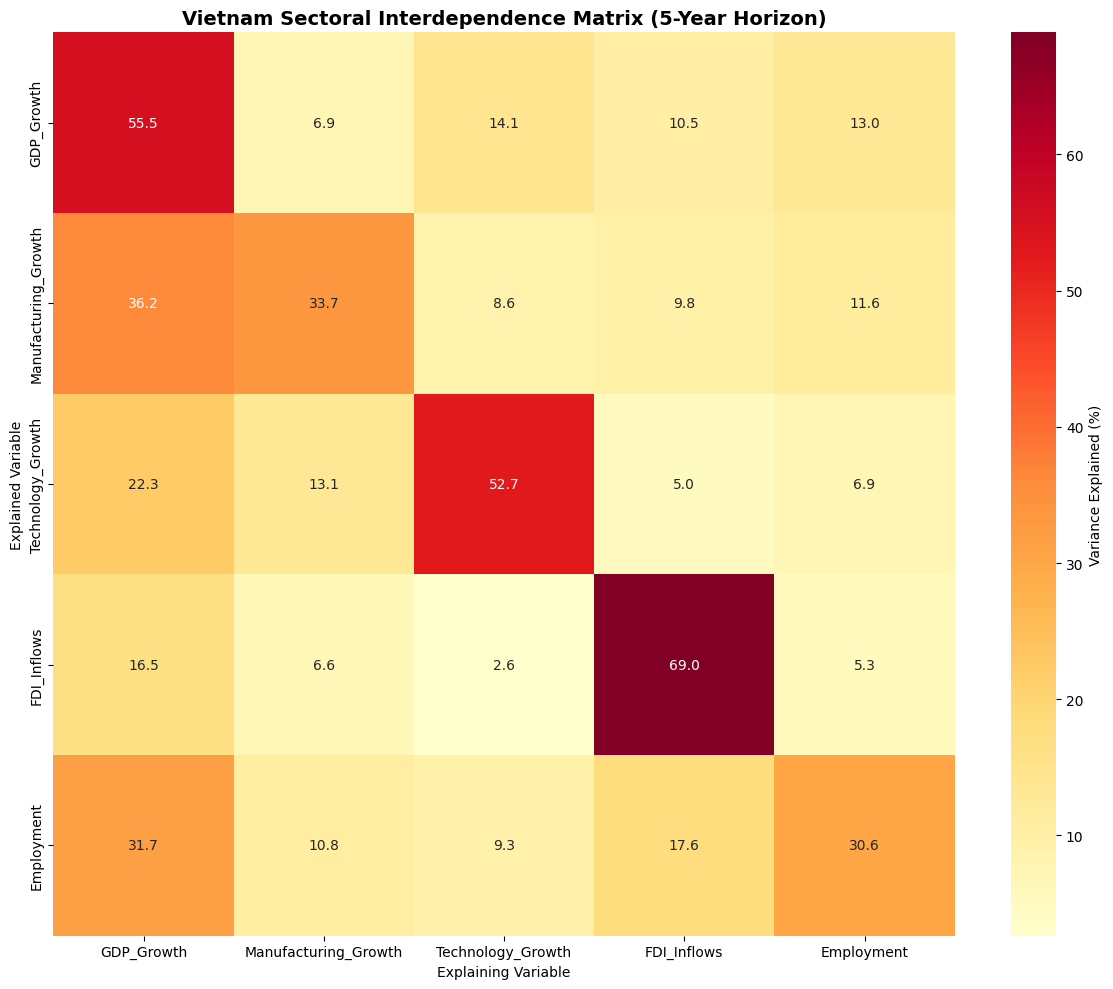 Vietnam Sectoral Interdependence Matrix (5-Year Horizon)
Explained Variable
GDP_Growth
55.5 6.9 14.1 10.5 13.0
Manufacturing_Growth
36.2 33.7 8.6 9.8 11.6
Technology_Growth
22.3 13.1 52.7 5.0 6.9
FDI_Inflows
16.5 6.6 2.6 69.0 5.3
Employment
31.7 10.8 9.3 17.6 30.6
GDP_Growth Manufacturing_Growth Technology_Growth FDI_Inflows Employment
Explaining Variable
60
50
40
30
20
10
Variance Explained (%)